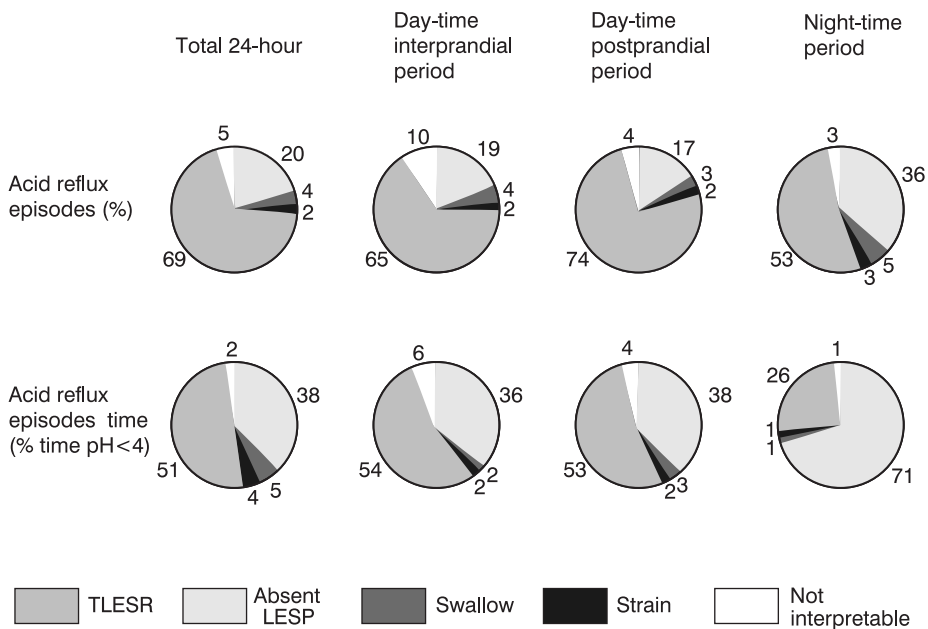 Total 24-hour
Day-time
interprandial
period
Day-time
postprandial
period
Night-time
period
Acid reflux
episodes (%)
5
20
4
2
69
10
19
4
2
65
4
17
3
2
74
3
36
5
3
53
Acid reflux
episodes time
(% time pH<4)
2
38
5
4
51
6
36
2
2
54
4
38
3
2
53
1
71
1
1
26
TLESR
Absent
LESP
Swallow
Strain
Not
interpretable